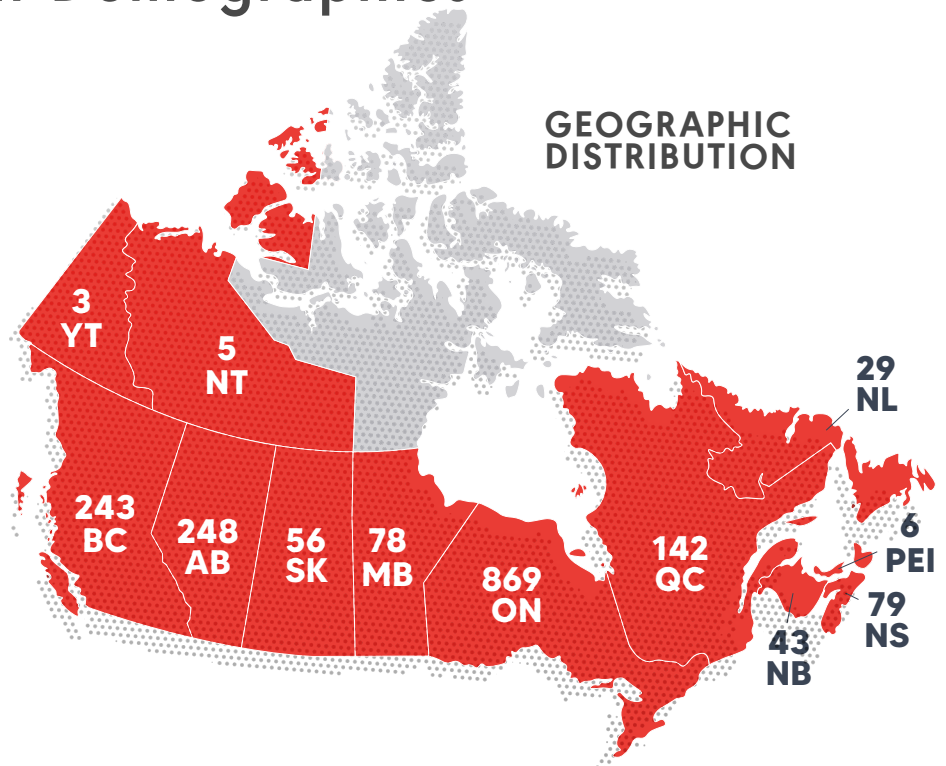 GEOGRAPHIC
DISTRIBUTION
3
YT
5
NT
29
NL
243
BC
248
AB
56
SK
78
MB
869
ON
142
QC
6
PEI
79
NS
43
NB